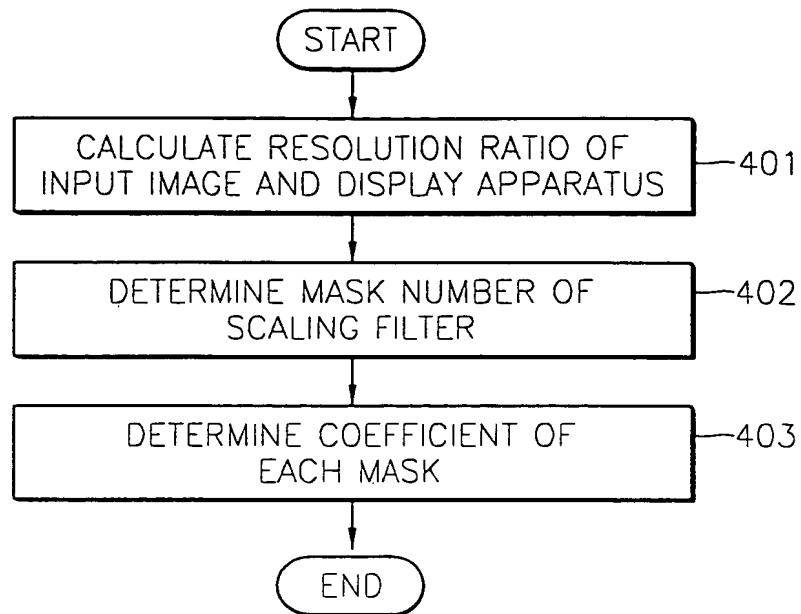 START
CALCULATE RESOLUTION RATIO OF
INPUT IMAGE AND DISPLAY APPARATUS
401
DETERMINE MASK NUMBER OF
SCALING FILTER
402
DETERMINE COEFFICIENT OF
EACH MASK
403
END